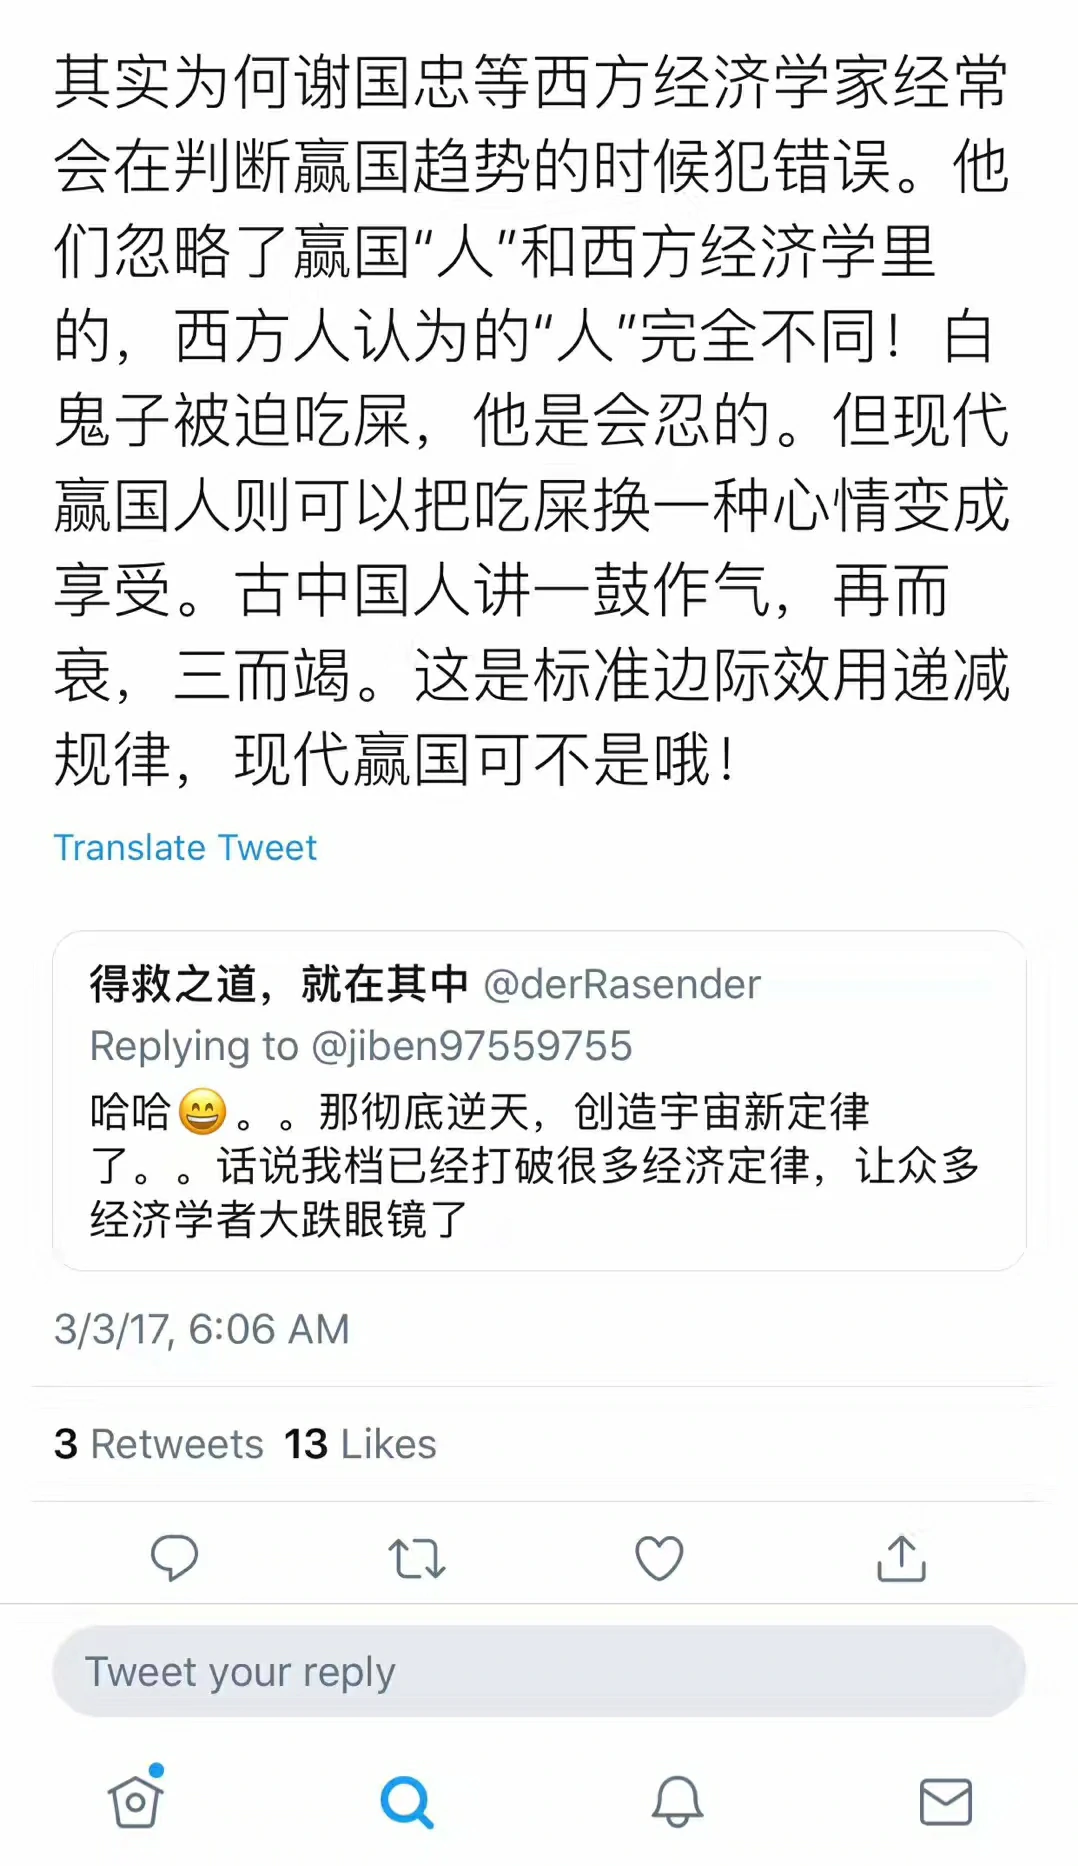 其实为何谢国忠等西方经济学家经常
会在判断赢国趋势的时候犯错误。他
们忽略了赢国“人”和西方经济学里
的，西方人认为的“人”完全不同！白
鬼子被迫吃屎，他是会忍的。但现代
赢国人则可以把吃屎换一种心情变成
享受。古中国人讲一鼓作气，再而
衰，三而竭。这是标准边际效用递减
规律，现代赢国可不是哦！
Translate Tweet
得救之道，就在其中 @derRasender
Replying to @jiben97559755
哈哈😄。。那彻底逆天，创造宇宙新定律
了。。话说我档已经打破很多经济定律，让众多
经济学者大跌眼镜了
3/3/17, 6:06 AM
3 Retweets 13 Likes
Tweet your reply